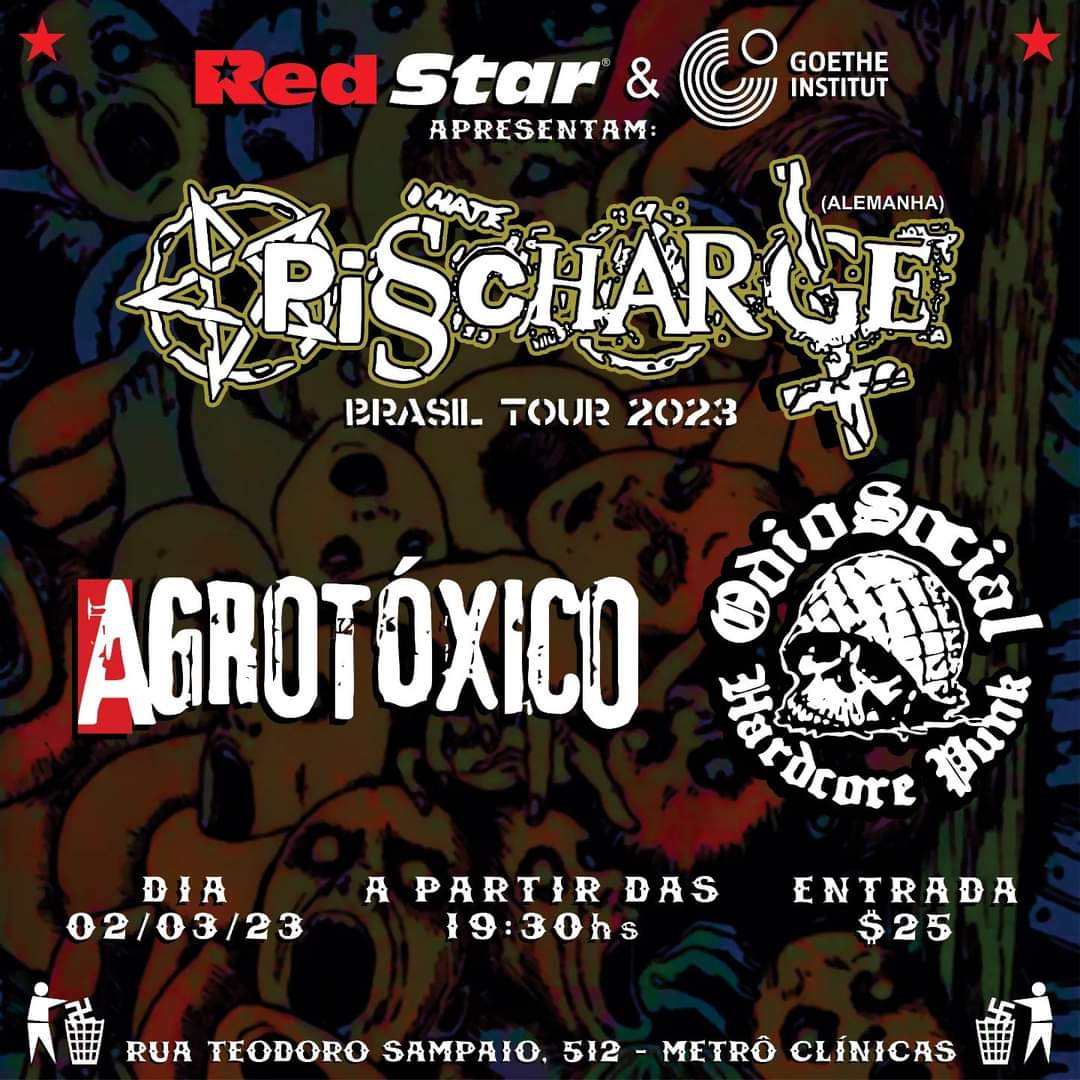 Red Star® & GOETHE INSTITUT
APRESENTAM:
(ALEMANHA)
I HATE
PiSCHARGE
BRASIL TOUR 2023
AGROTÓXICO
Odio Social
Hardcore Punk
DIA
02/03/23
A PARTIR DAS
19:30hs
ENTRADA
$25
RUA TEODORO SAMPAIO, 512 - METRÔ CLÍNICAS